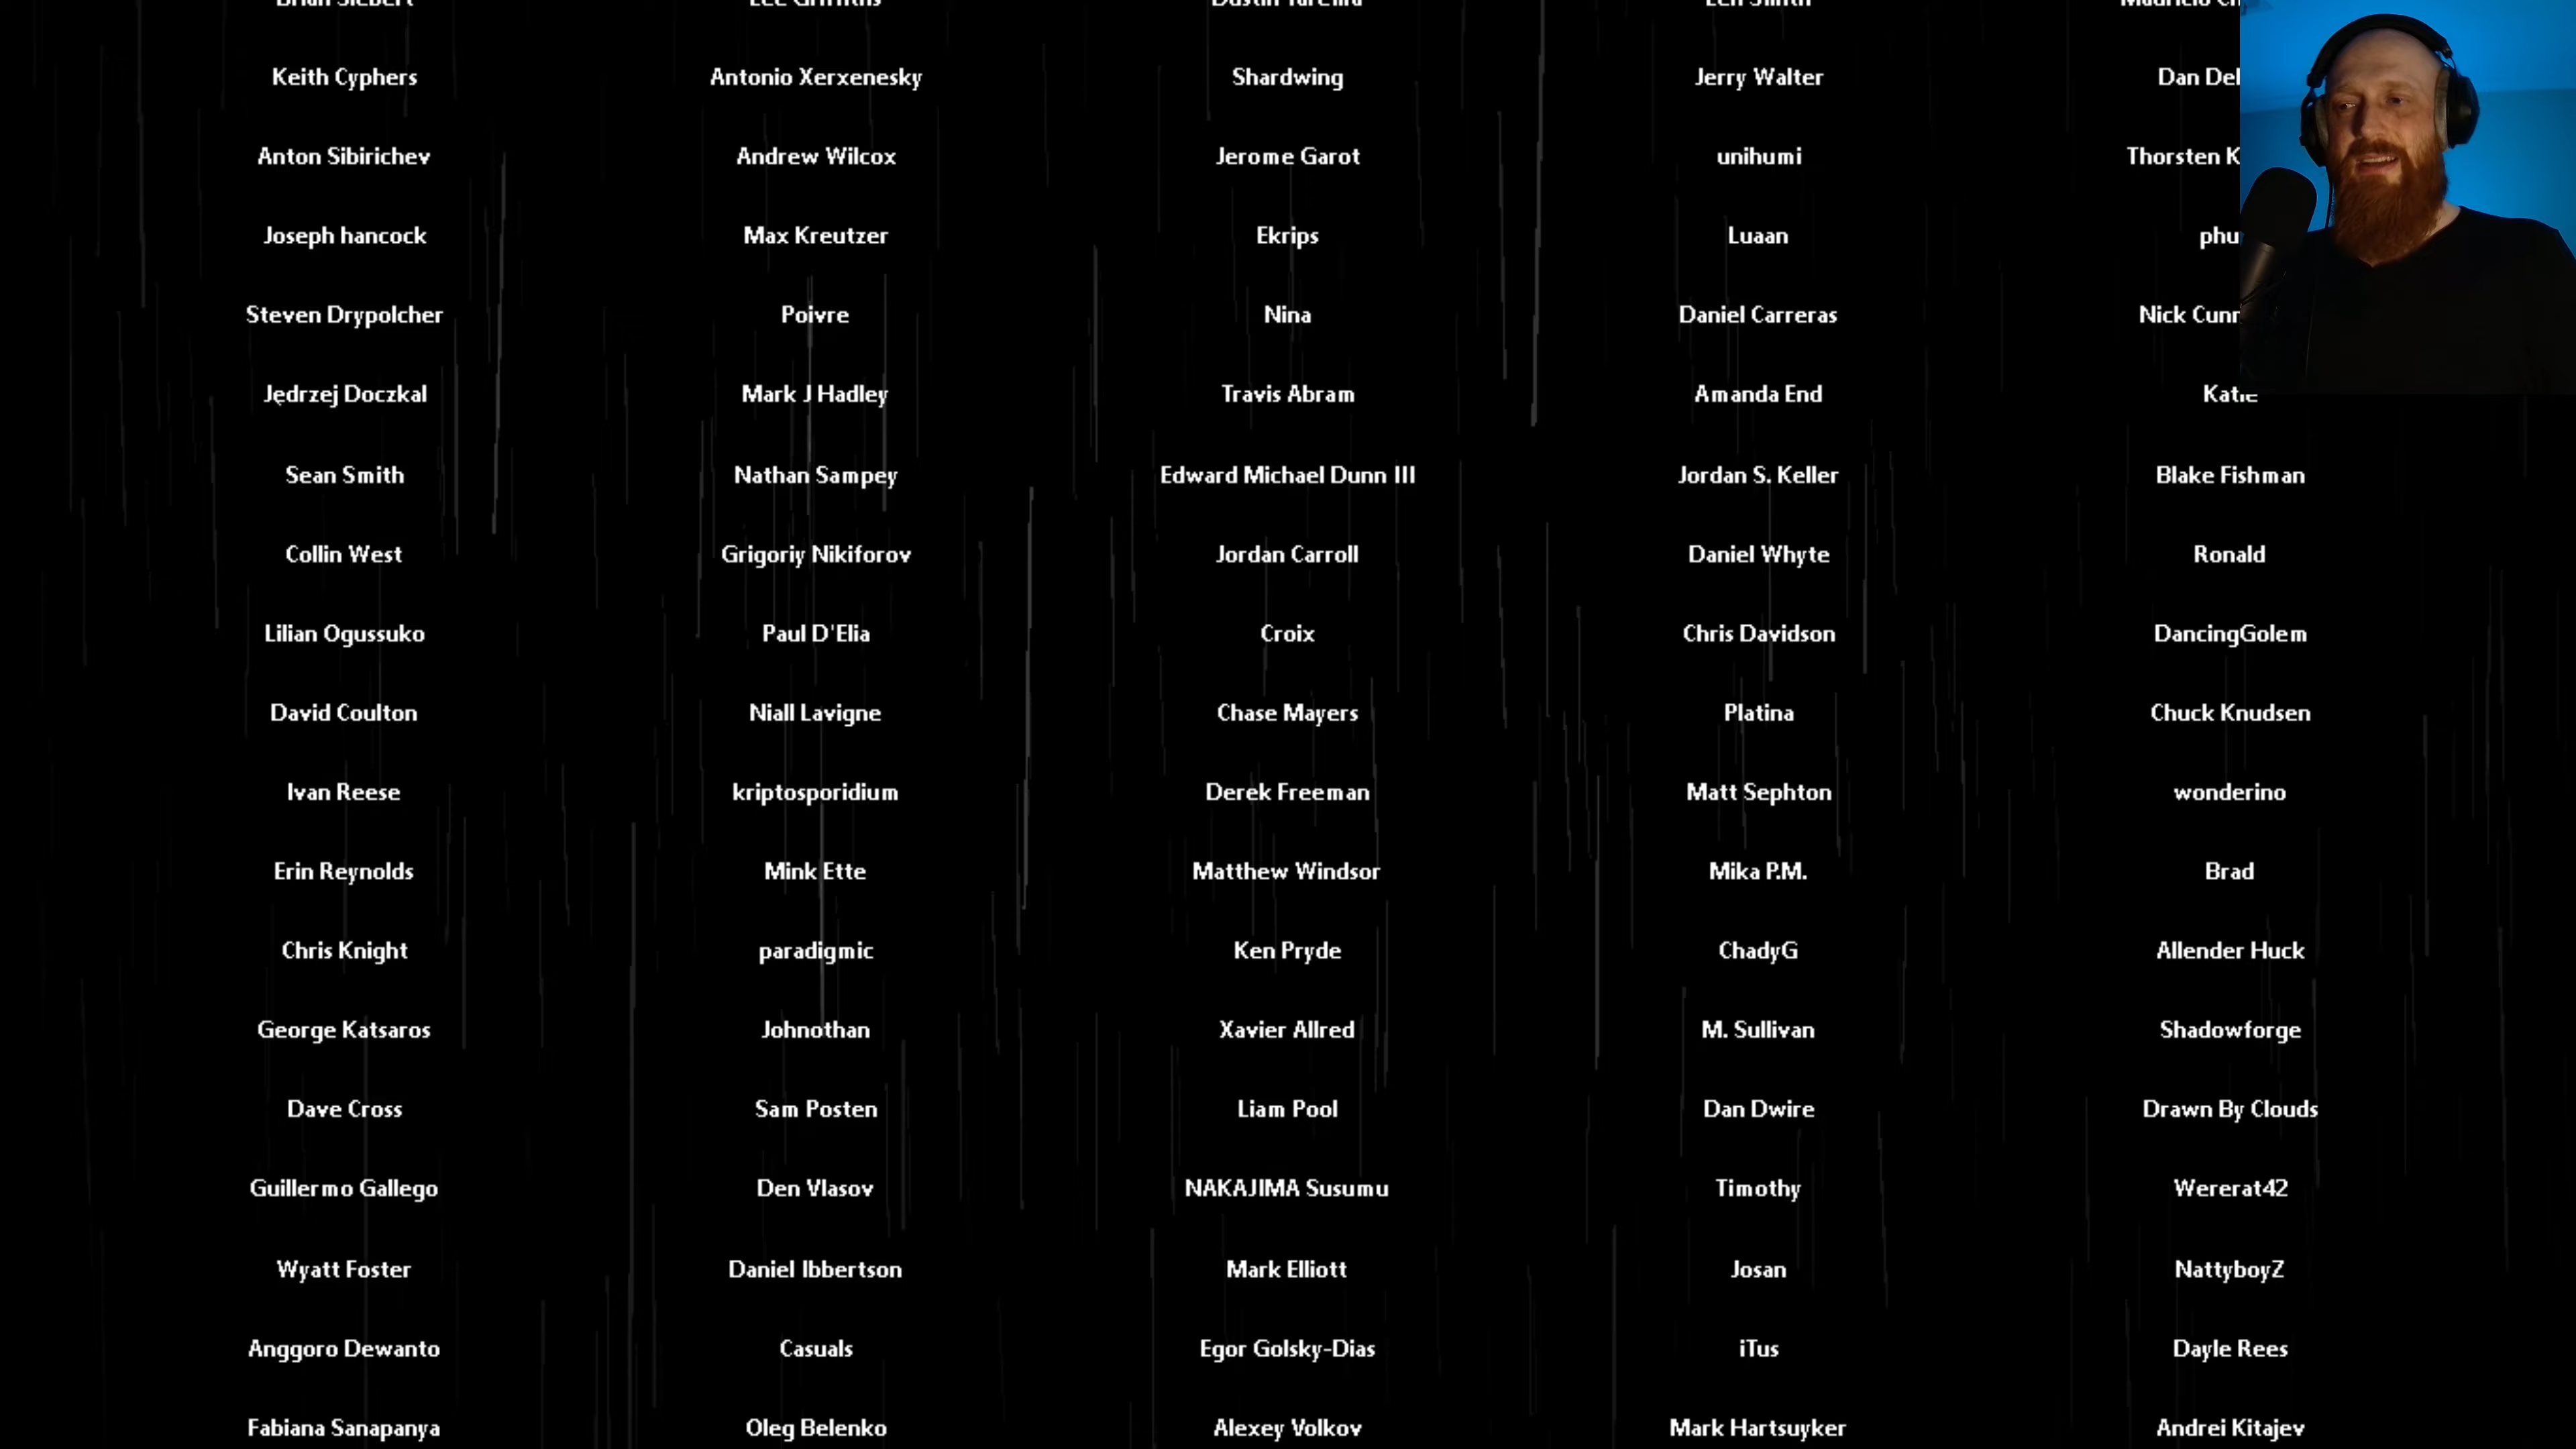 Keith Cyphers Antonio Xerxenesky Shardwing Jerry Walter Dan Del
Anton Sibirichev Andrew Wilcox Jerome Garot unihumi Thorsten K
Joseph hancock Max Kreutzer Ekrips Luaan phu
Steven Drypolcher Poivre Nina Daniel Carreras Nick Cunn
Jędrzej Doczkal Mark J Hadley Travis Abram Amanda End Katie
Sean Smith Nathan Sampey Edward Michael Dunn III Jordan S. Keller Blake Fishman
Collin West Grigoriy Nikiforov Jordan Carroll Daniel Whyte Ronald
Lilian Ogussuko Paul D'Elia Croix Chris Davidson DancingGolem
David Coulton Niall Lavigne Chase Mayers Platina Chuck Knudsen
Ivan Reese kriptosporidium Derek Freeman Matt Sephton wonderino
Erin Reynolds Mink Ette Matthew Windsor Mika P.M. Brad
Chris Knight paradigmic Ken Pryde ChadyG Allender Huck
George Katsaros Johnothan Xavier Allred M. Sullivan Shadowforge
Dave Cross Sam Posten Liam Pool Dan Dwire Drawn By Clouds
Guillermo Gallego Den Vlasov NAKAJIMA Susumu Timothy Wererat42
Wyatt Foster Daniel Ibbertson Mark Elliott Josan NattyboyZ
Anggoro Dewanto Casuals Egor Golsky-Dias iTus Dayle Rees
Fabiana Sanapanya Oleg Belenko Alexey Volkov Mark Hartsuyker Andrei Kitajev